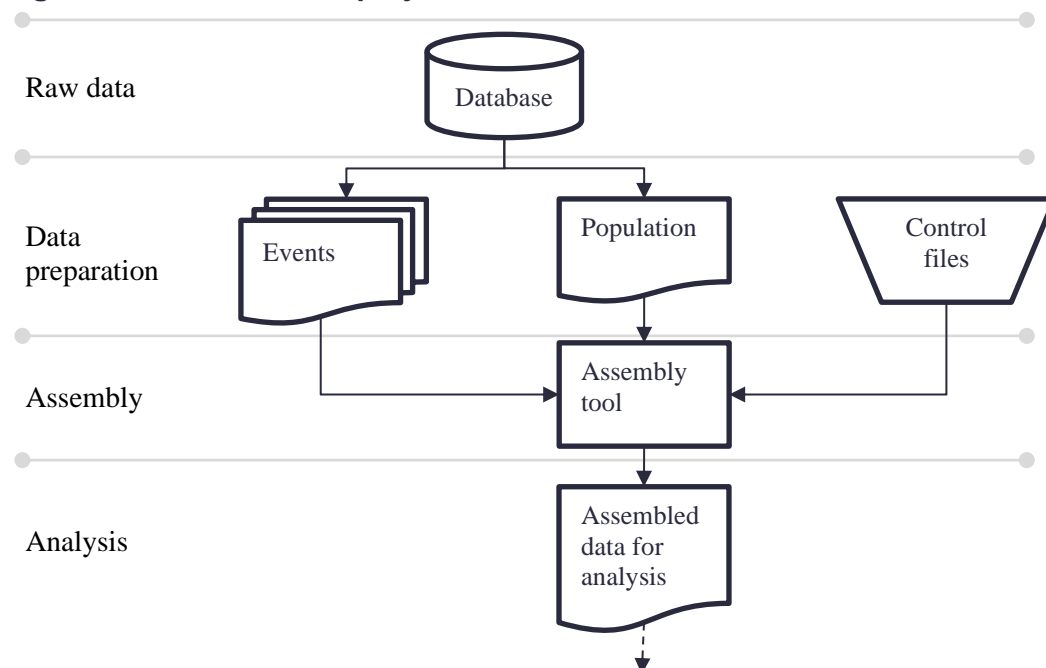 Raw data
Database
Data
preparation
Events
Population
Control
files
Assembly
Assembly
tool
Analysis
Assembled
data for
analysis